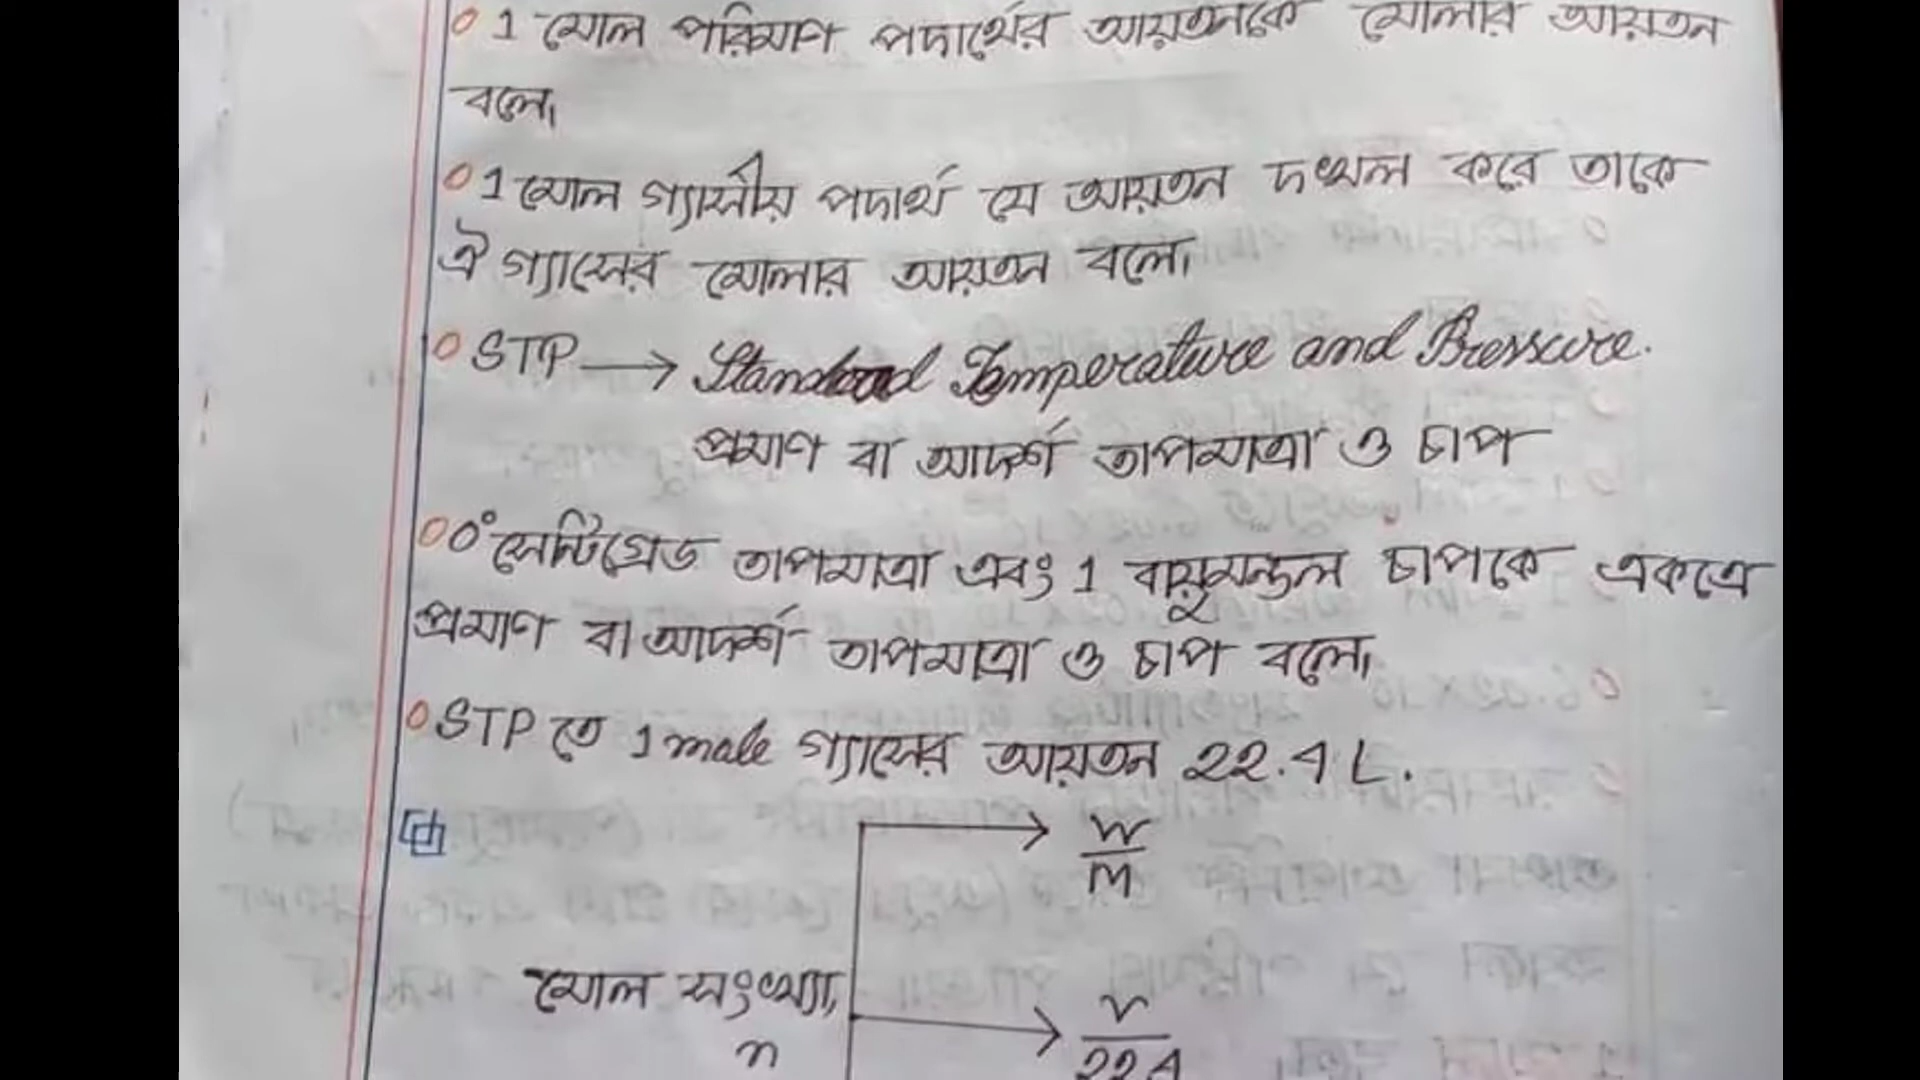 1 মোল পরিমাণ পদার্থের আয়তনকে মোলার আয়তন
বলে।
1 মোল গ্যাসীয় পদার্থ যে আয়তন দখল করে তাকে
ঐ গ্যাসের মোলার আয়তন বলে।
STP → Standard Temperature and Pressure.
প্রমাণ বা আদর্শ তাপমাত্রা ও চাপ
0° সেন্টিগ্রেড তাপমাত্রা এবং 1 বায়ুমন্ডল চাপকে একত্রে
প্রমাণ বা আদর্শ তাপমাত্রা ও চাপ বলে।
STP তে 1 mole গ্যাসের আয়তন 22.4 L.
W
M
মোল সংখ্যা,
n
V
22.4